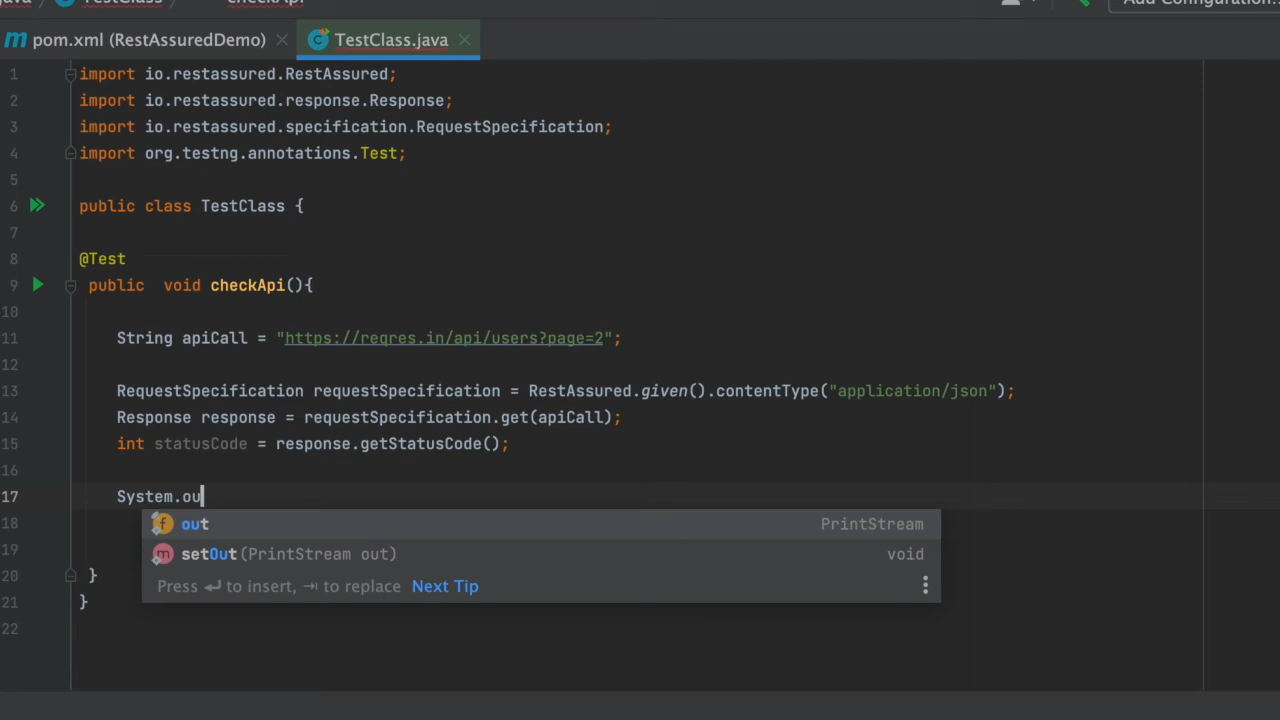 TestClass checkApi Add Configuration...
pom.xml (RestAssuredDemo) TestClass.java
1 import io.restassured.RestAssured;
2 import io.restassured.response.Response;
3 import io.restassured.specification.RequestSpecification;
4 import org.testng.annotations.Test;
5
6 public class TestClass {
7
8 @Test
9 public void checkApi(){
10
11 String apiCall = "https://reqres.in/api/users?page=2";
12
13 RequestSpecification requestSpecification = RestAssured.given().contentType("application/json");
14 Response response = requestSpecification.get(apiCall);
15 int statusCode = response.getStatusCode();
16
17 System.ou
18 out PrintStream
19 setOut(PrintStream out) void
20 } Press ↵ to insert, ⇥ to replace Next Tip
21 }
22